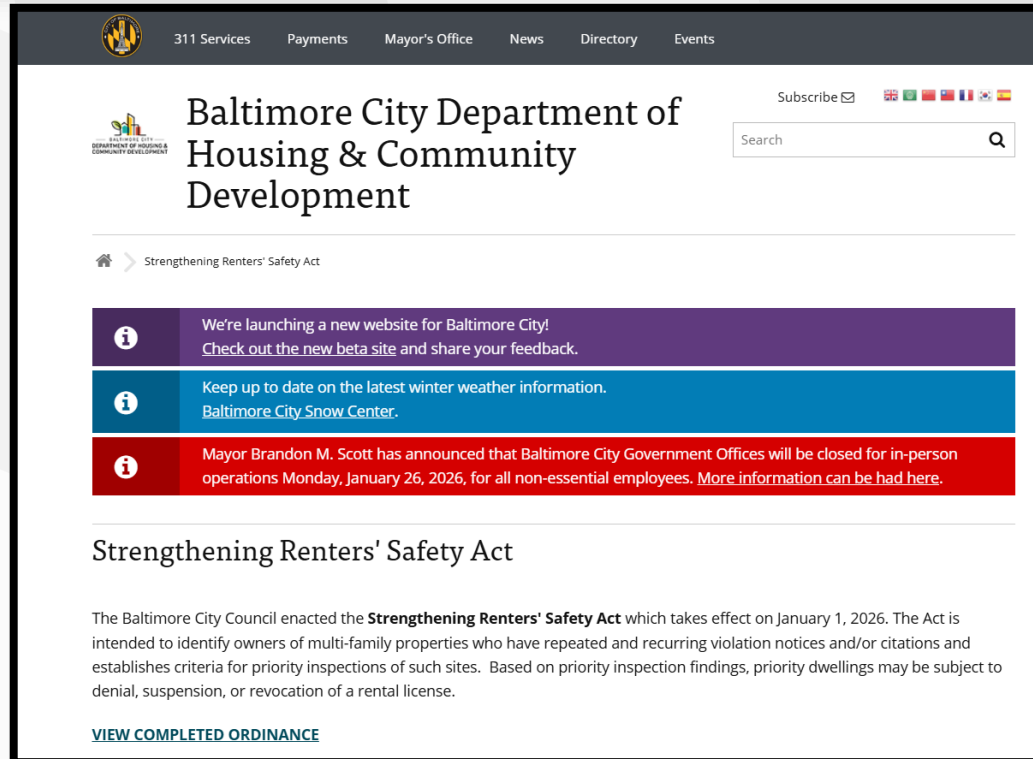 311 Services Payments Mayor's Office News Directory Events
Subscribe
BALTIMORE CITY
DEPARTMENT OF HOUSING &
COMMUNITY DEVELOPMENT
Baltimore City Department of
Housing & Community
Development
Search
Strengthening Renters' Safety Act
We're launching a new website for Baltimore City!
Check out the new beta site and share your feedback.
Keep up to date on the latest winter weather information.
Baltimore City Snow Center.
Mayor Brandon M. Scott has announced that Baltimore City Government Offices will be closed for in-person
operations Monday, January 26, 2026, for all non-essential employees. More information can be had here.
Strengthening Renters' Safety Act
The Baltimore City Council enacted the Strengthening Renters' Safety Act which takes effect on January 1, 2026. The Act is
intended to identify owners of multi-family properties who have repeated and recurring violation notices and/or citations and
establishes criteria for priority inspections of such sites.  Based on priority inspection findings, priority dwellings may be subject to
denial, suspension, or revocation of a rental license.
VIEW COMPLETED ORDINANCE